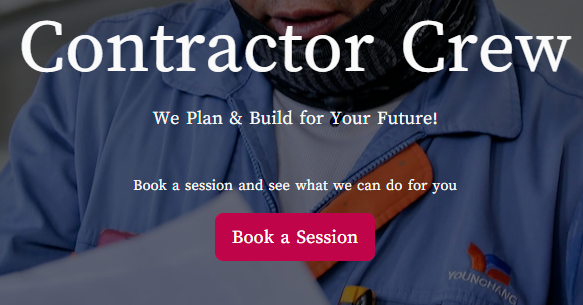 Contractor Crew
We Plan & Build for Your Future!
Book a session and see what we can do for you
Book a Session
YOUNGHANG